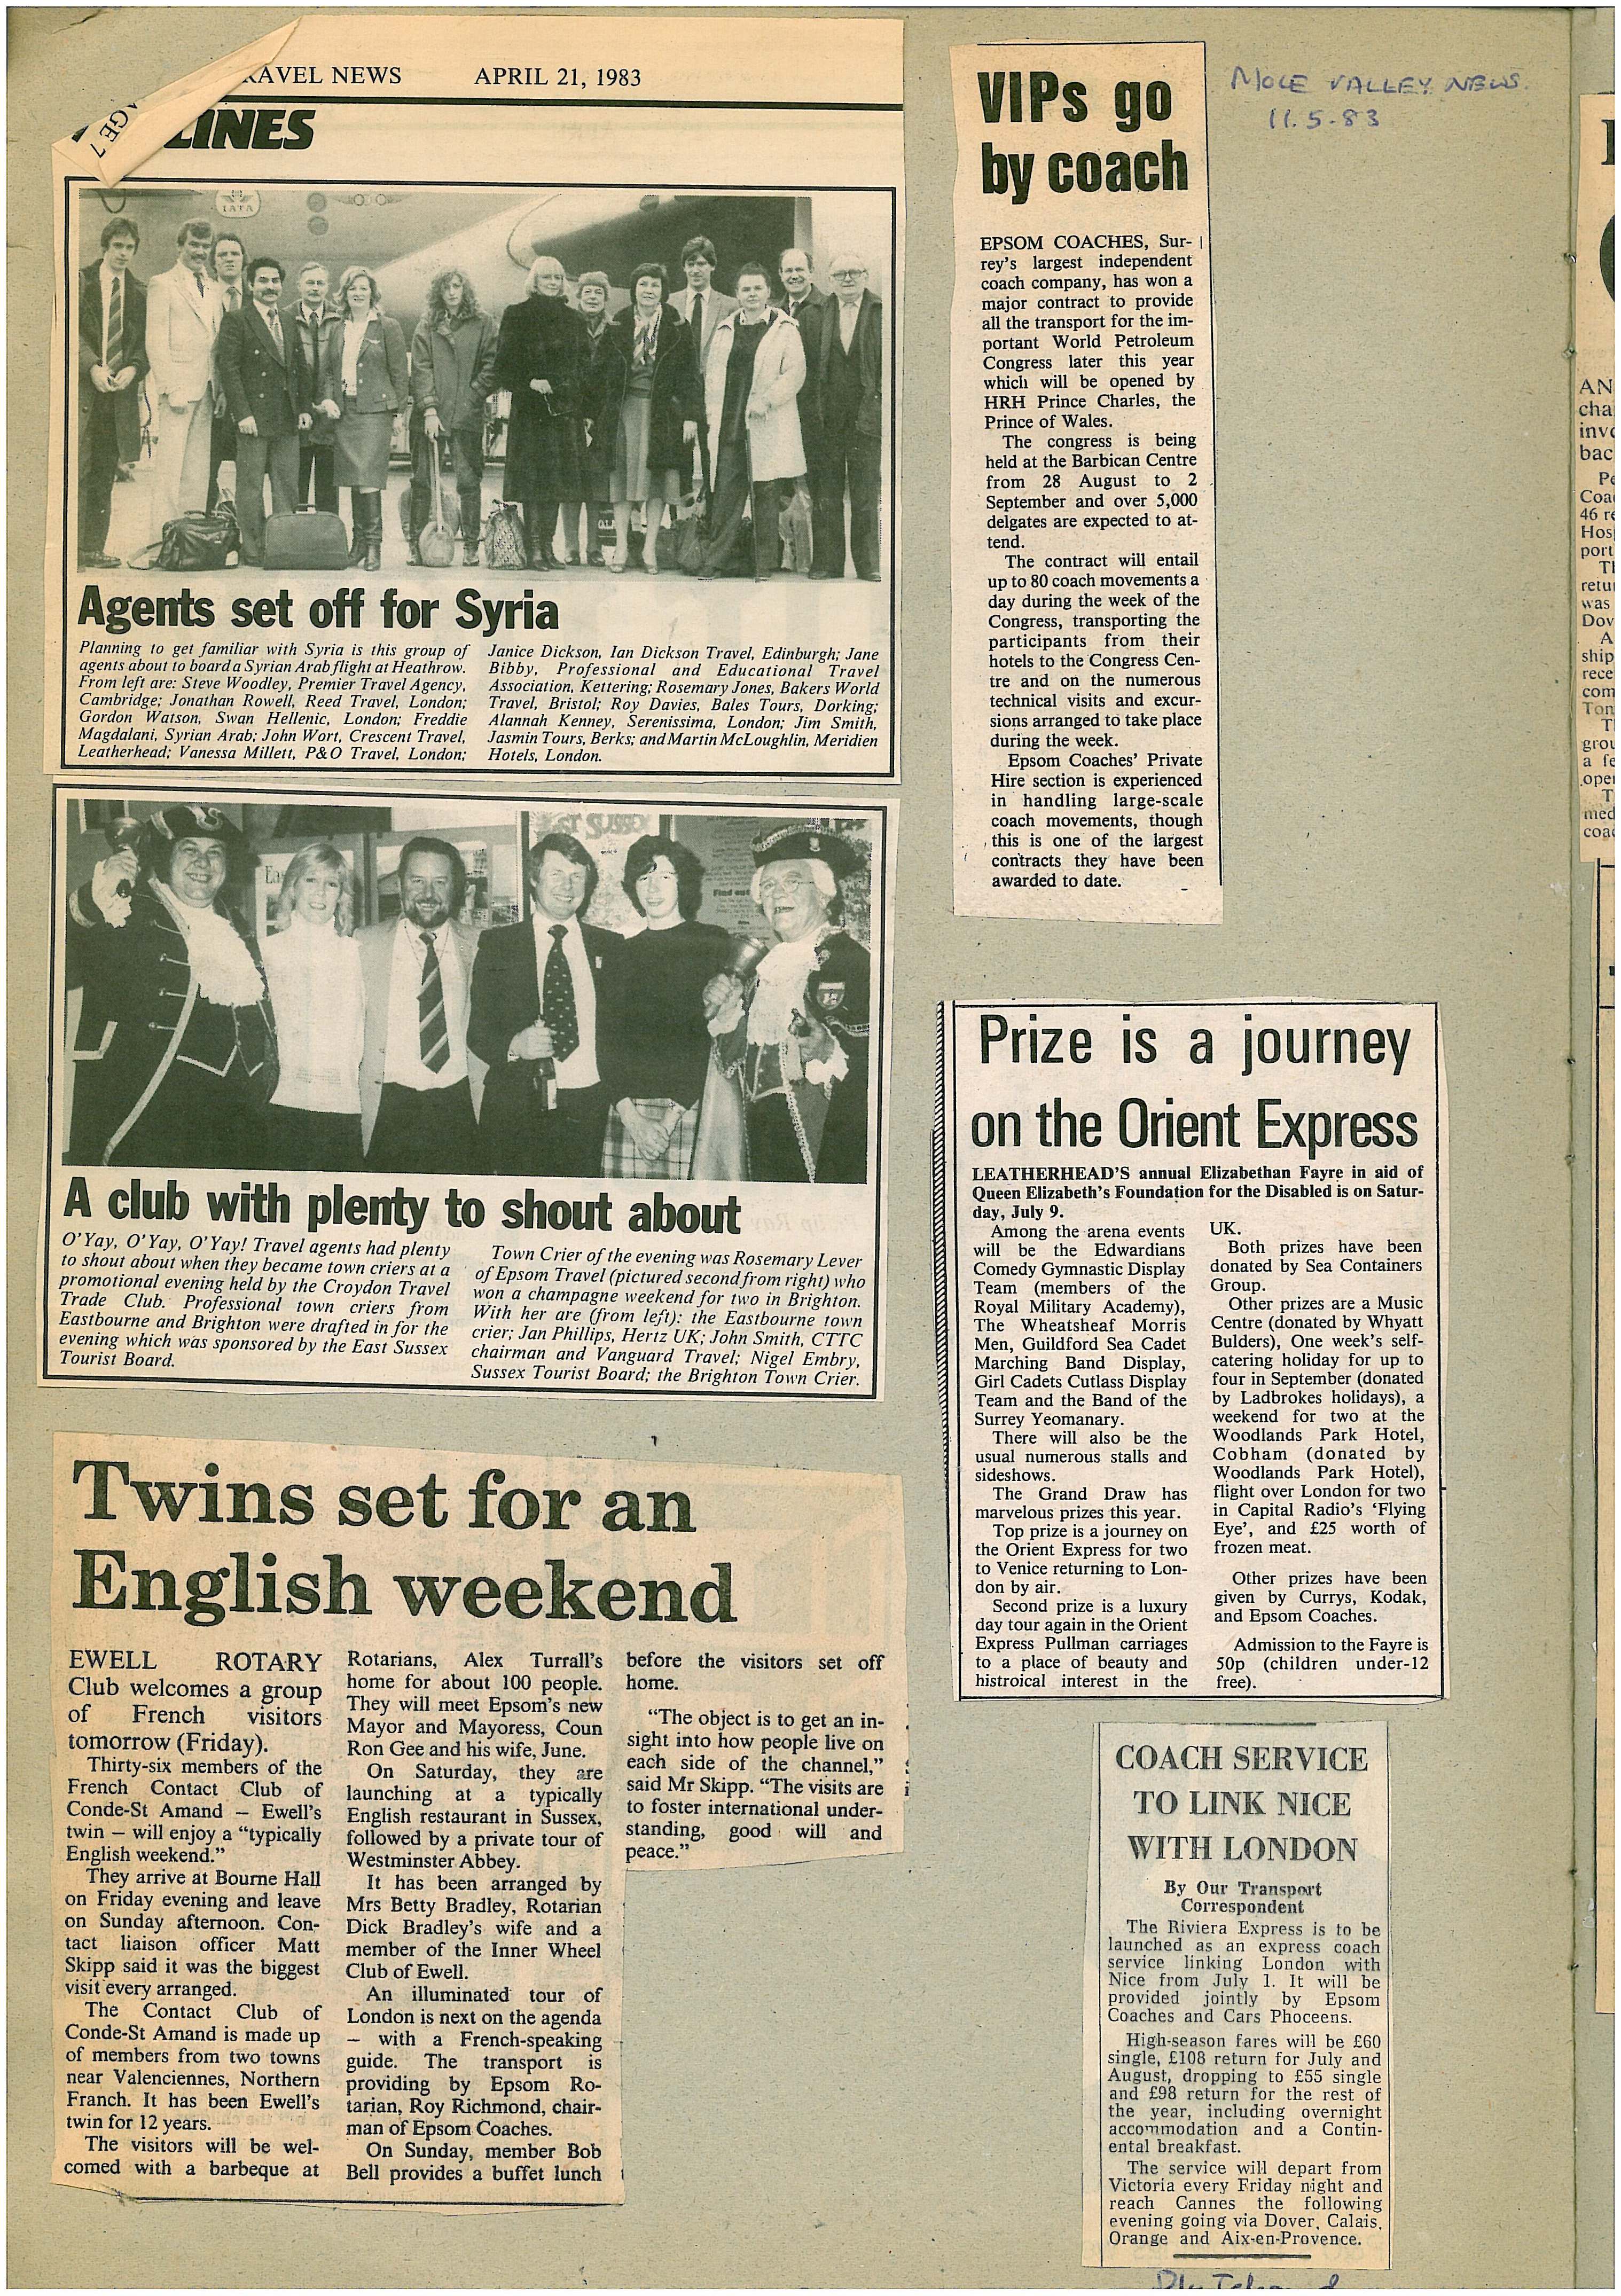 RAVEL NEWS APRIL 21, 1983
AGE 7
LINES
IATA
Agents set off for Syria
Planning to get familiar with Syria is this group of
agents about to board a Syrian Arab flight at Heathrow.
From left are: Steve Woodley, Premier Travel Agency,
Cambridge; Jonathan Rowell, Reed Travel, London;
Gordon Watson, Swan Hellenic, London; Freddie
Magdalani, Syrian Arab; John Wort, Crescent Travel,
Leatherhead; Vanessa Millett, P&O Travel, London;
Janice Dickson, Ian Dickson Travel, Edinburgh; Jane
Bibby, Professional and Educational Travel
Association, Kettering; Rosemary Jones, Bakers World
Travel, Bristol; Roy Davies, Bales Tours, Dorking;
Alannah Kenney, Serenissima, London; Jim Smith,
Jasmin Tours, Berks; and Martin McLoughlin, Meridien
Hotels, London.
ST SUSSEX
A club with plenty to shout about
O'Yay, O'Yay, O'Yay! Travel agents had plenty
to shout about when they became town criers at a
promotional evening held by the Croydon Travel
Trade Club. Professional town criers from
Eastbourne and Brighton were drafted in for the
evening which was sponsored by the East Sussex
Tourist Board.
Town Crier of the evening was Rosemary Lever
of Epsom Travel (pictured second from right) who
won a champagne weekend for two in Brighton.
With her are (from left): the Eastbourne town
crier; Jan Phillips, Hertz UK; John Smith, CTTC
chairman and Vanguard Travel; Nigel Embry,
Sussex Tourist Board; the Brighton Town Crier.
Twins set for an
English weekend
EWELL ROTARY
Club welcomes a group
of French visitors
tomorrow (Friday).
Thirty-six members of the
French Contact Club of
Conde-St Amand — Ewell's
twin — will enjoy a "typically
English weekend."
They arrive at Bourne Hall
on Friday evening and leave
on Sunday afternoon. Con-
tact liaison officer Matt
Skipp said it was the biggest
visit every arranged.
The Contact Club of
Conde-St Amand is made up
of members from two towns
near Valenciennes, Northern
Franch. It has been Ewell's
twin for 12 years.
The visitors will be wel-
comed with a barbeque at
Rotarians, Alex Turrall's
home for about 100 people.
They will meet Epsom's new
Mayor and Mayoress, Coun
Ron Gee and his wife, June.
On Saturday, they are
launching at a typically
English restaurant in Sussex,
followed by a private tour of
Westminster Abbey.
It has been arranged by
Mrs Betty Bradley, Rotarian
Dick Bradley's wife and a
member of the Inner Wheel
Club of Ewell.
An illuminated tour of
London is next on the agenda
— with a French-speaking
guide. The transport is
providing by Epsom Ro-
tarian, Roy Richmond, chair-
man of Epsom Coaches.
On Sunday, member Bob
Bell provides a buffet lunch
before the visitors set off
home.
"The object is to get an in-
sight into how people live on
each side of the channel,"
said Mr Skipp. "The visits are
to foster international under-
standing, good will and
peace."
VIPs go
by coach
EPSOM COACHES, Sur-
rey's largest independent
coach company, has won a
major contract to provide
all the transport for the im-
portant World Petroleum
Congress later this year
which will be opened by
HRH Prince Charles, the
Prince of Wales.
The congress is being
held at the Barbican Centre
from 28 August to 2
September and over 5,000
delgates are expected to at-
tend.
The contract will entail
up to 80 coach movements a
day during the week of the
Congress, transporting the
participants from their
hotels to the Congress Cen-
tre and on the numerous
technical visits and excur-
sions arranged to take place
during the week.
Epsom Coaches' Private
Hire section is experienced
in handling large-scale
coach movements, though
this is one of the largest
contracts they have been
awarded to date.
MOLE VALLEY NEWS.
11.5.83
Prize is a journey
on the Orient Express
LEATHERHEAD'S annual Elizabethan Fayre in aid of
Queen Elizabeth's Foundation for the Disabled is on Satur-
day, July 9.
Among the arena events
will be the Edwardians
Comedy Gymnastic Display
Team (members of the
Royal Military Academy),
The Wheatsheaf Morris
Men, Guildford Sea Cadet
Marching Band Display,
Girl Cadets Cutlass Display
Team and the Band of the
Surrey Yeomanary.
There will also be the
usual numerous stalls and
sideshows.
The Grand Draw has
marvelous prizes this year.
Top prize is a journey on
the Orient Express for two
to Venice returning to Lon-
don by air.
Second prize is a luxury
day tour again in the Orient
Express Pullman carriages
to a place of beauty and
histroical interest in the
UK.
Both prizes have been
donated by Sea Containers
Group.
Other prizes are a Music
Centre (donated by Whyatt
Bulders), One week's self-
catering holiday for up to
four in September (donated
by Ladbrokes holidays), a
weekend for two at the
Woodlands Park Hotel,
Cobham (donated by
Woodlands Park Hotel),
flight over London for two
in Capital Radio's 'Flying
Eye', and £25 worth of
frozen meat.
Other prizes have been
given by Currys, Kodak,
and Epsom Coaches.
Admission to the Fayre is
50p (children under-12
free).
COACH SERVICE
TO LINK NICE
WITH LONDON
By Our Transport
Correspondent
The Riviera Express is to be
launched as an express coach
service linking London with
Nice from July 1. It will be
provided jointly by Epsom
Coaches and Cars Phoceens.
High-season fares will be £60
single, £108 return for July and
August, dropping to £55 single
and £98 return for the rest of
the year, including overnight
accommodation and a Contin-
ental breakfast.
The service will depart from
Victoria every Friday night and
reach Cannes the following
evening going via Dover, Calais,
Orange and Aix-en-Provence.
AN
cha
inv
bac
Coa
46 re
Hos
port
retu
was
Dov
A
ship
rece
com
Ton
grou
a fe
ope
med
coac